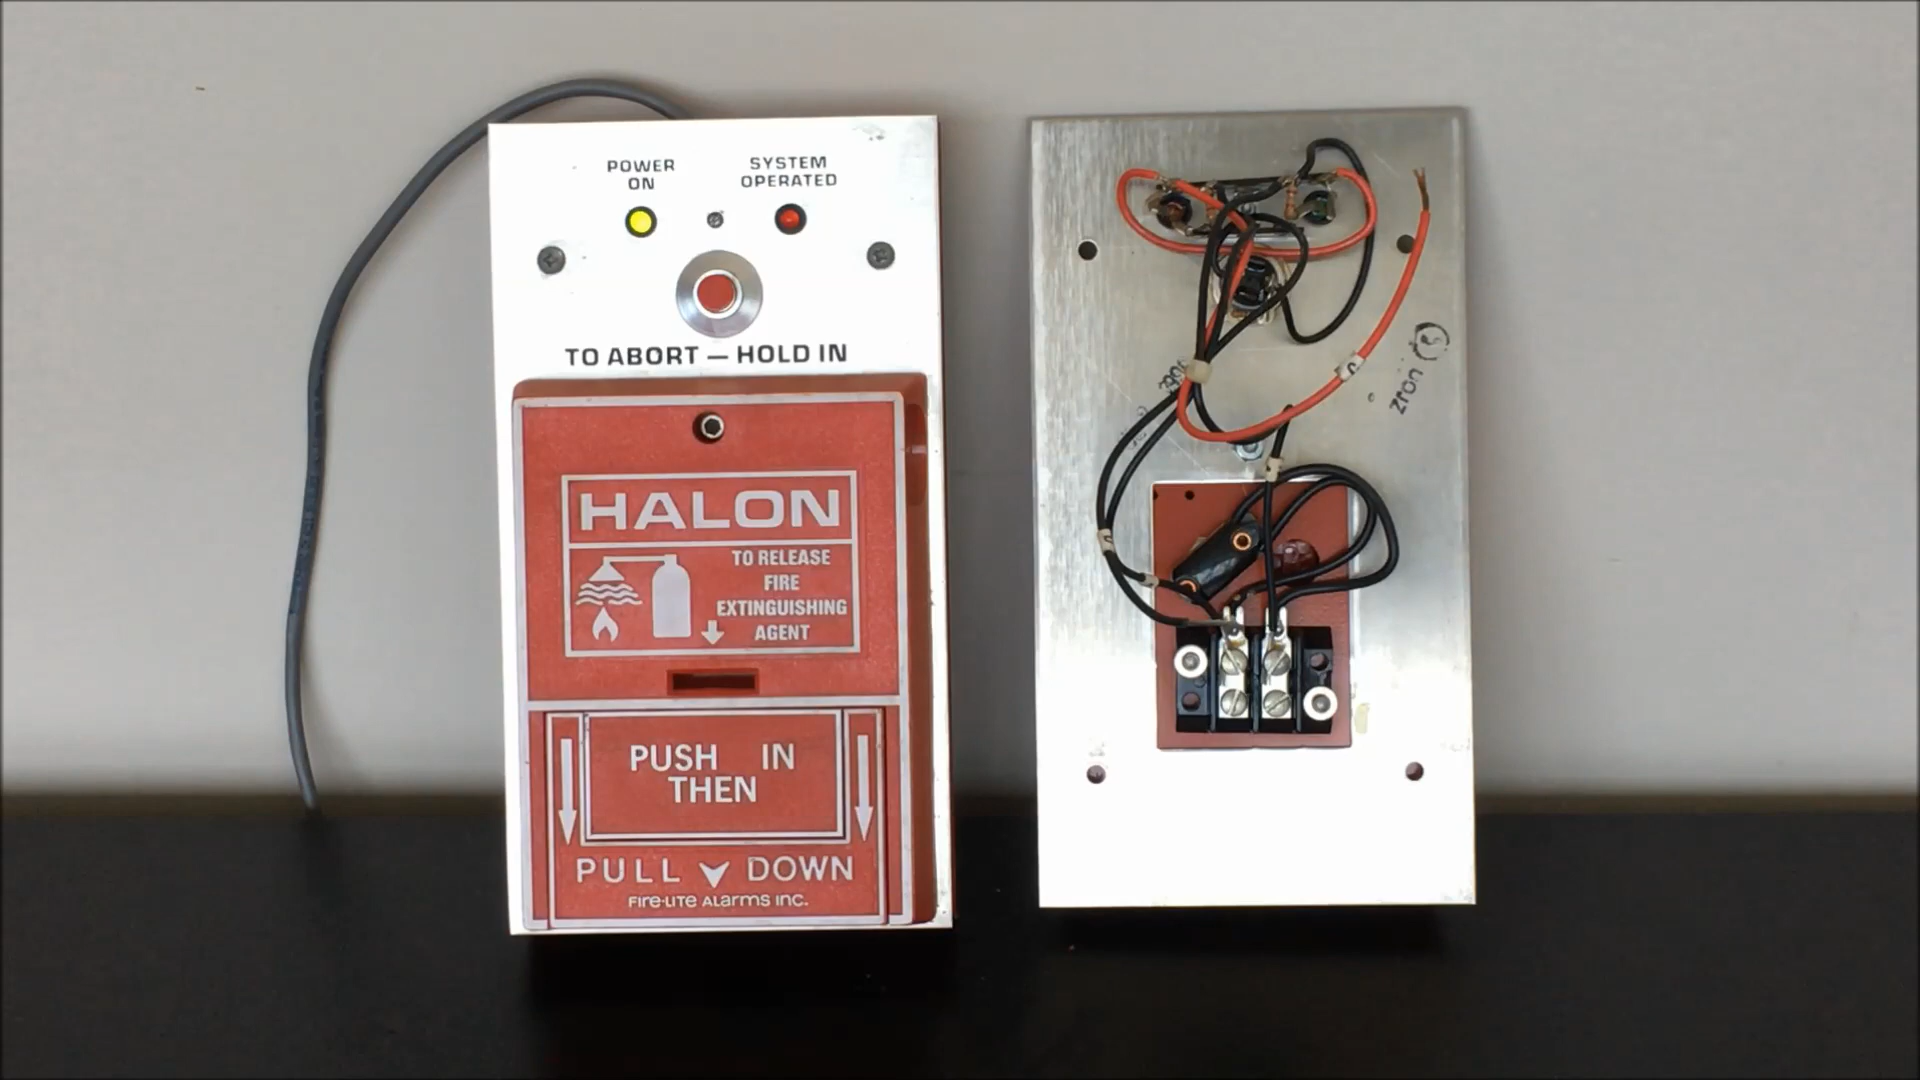 POWER
ON
SYSTEM
OPERATED
TO ABORT — HOLD IN
HALON
TO RELEASE
FIRE
EXTINGUISHING
AGENT
PUSH IN
THEN
PULL DOWN
FIRE-LITE ALARMS INC.